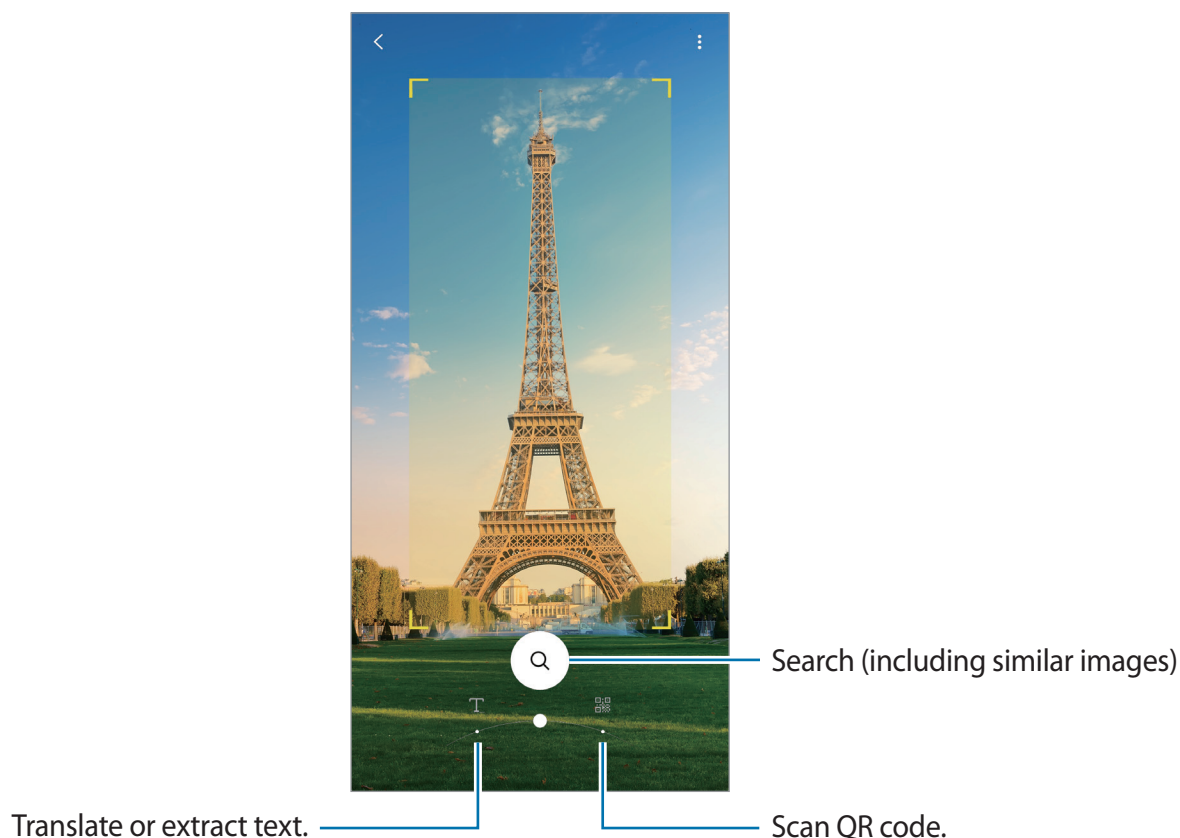 Search (including similar images)
T
Translate or extract text.
Scan QR code.